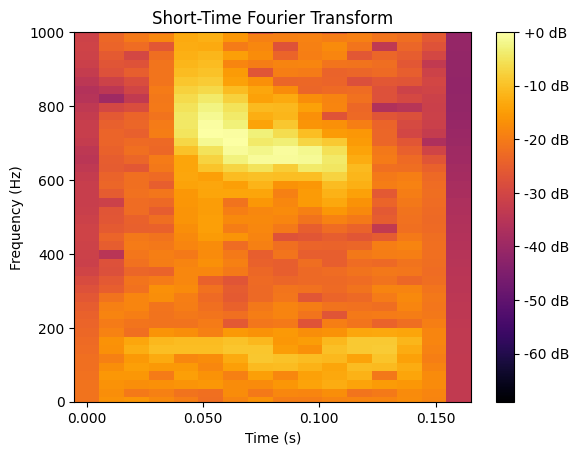 Short-Time Fourier Transform
1000
800
600
400
200
0
Frequency (Hz)
0.000
0.050
0.100
0.150
Time (s)
+0 dB
-10 dB
-20 dB
-30 dB
-40 dB
-50 dB
-60 dB